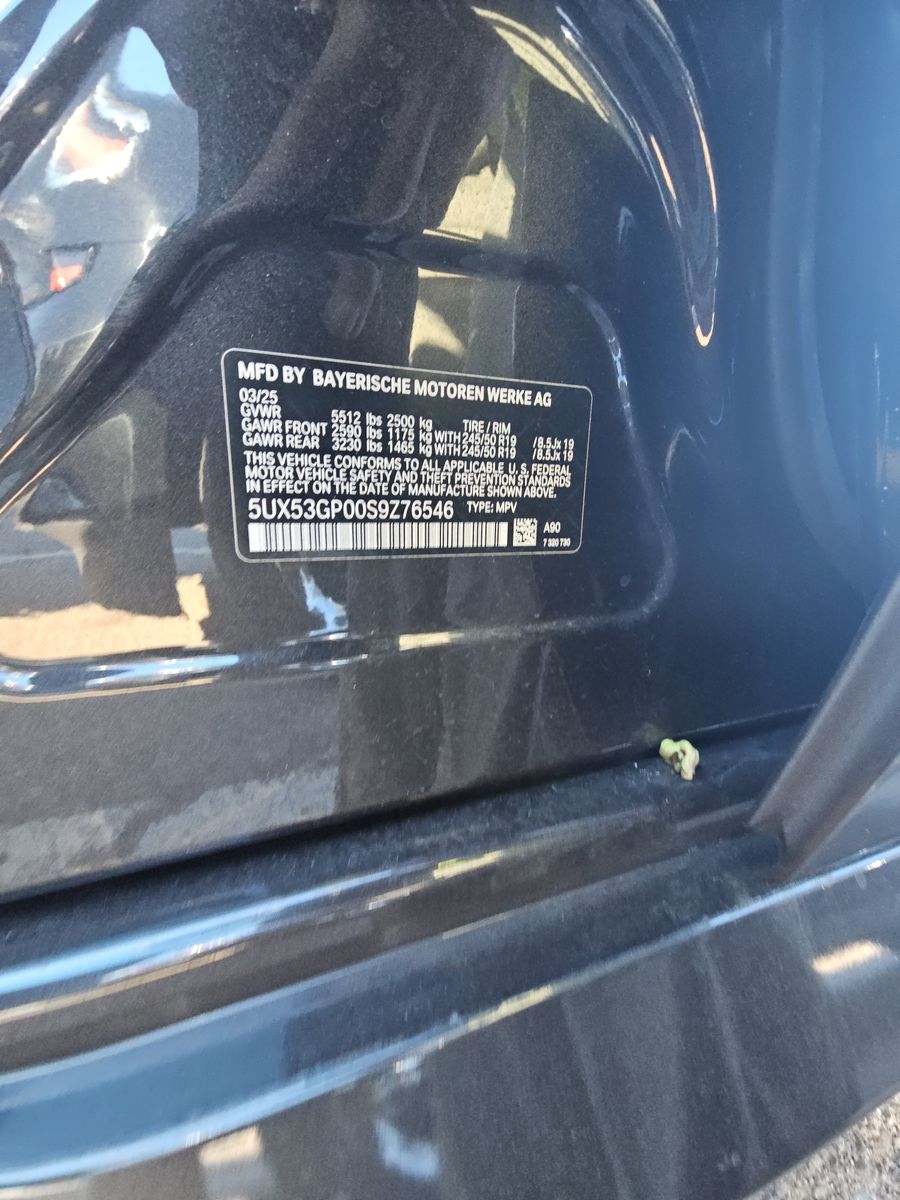 MFD BY BAYERISCHE MOTOREN WERKE AG
03/25
GVWR 5512 lbs 2500 kg TIRE / RIM
GAWR FRONT 2590 lbs 1175 kg WITH 245/50 R19 /8.5Jx 19
GAWR REAR 3230 lbs 1465 kg WITH 245/50 R19 /8.5Jx 19
THIS VEHICLE CONFORMS TO ALL APPLICABLE U. S. FEDERAL
MOTOR VEHICLE SAFETY AND THEFT PREVENTION STANDARDS
IN EFFECT ON THE DATE OF MANUFACTURE SHOWN ABOVE.
5UX53GP00S9Z76546 TYPE: MPV
A90
7 320 730